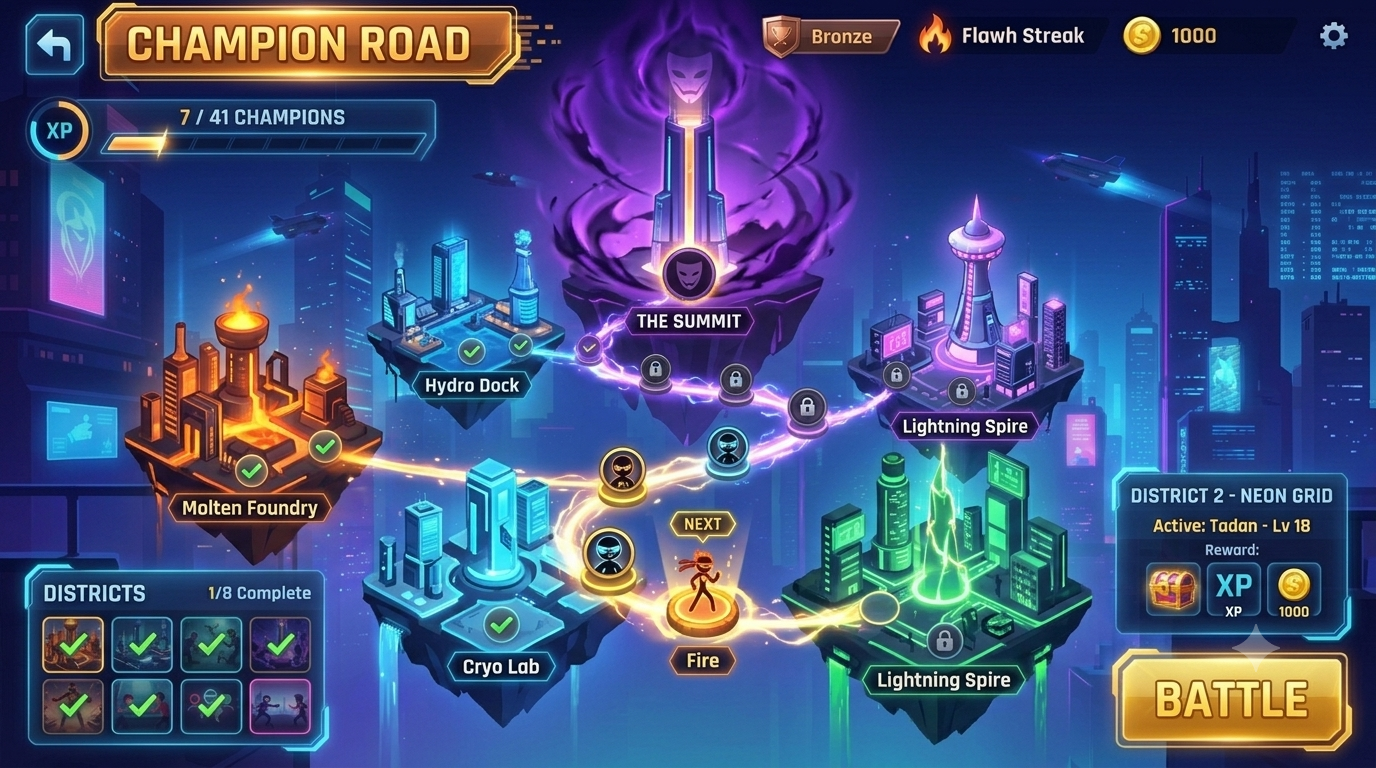 CHAMPION ROAD
Bronze
Flawh Streak
1000
XP
7 / 41 CHAMPIONS
THE SUMMIT
Hydro Dock
Lightning Spire
Molten Foundry
DISTRICT 2 - NEON GRID
Active: Tadan - Lv 18
Reward:
XP
XP
1000
NEXT
DISTRICTS
1/8 Complete
Cryo Lab
Fire
Lightning Spire
BATTLE